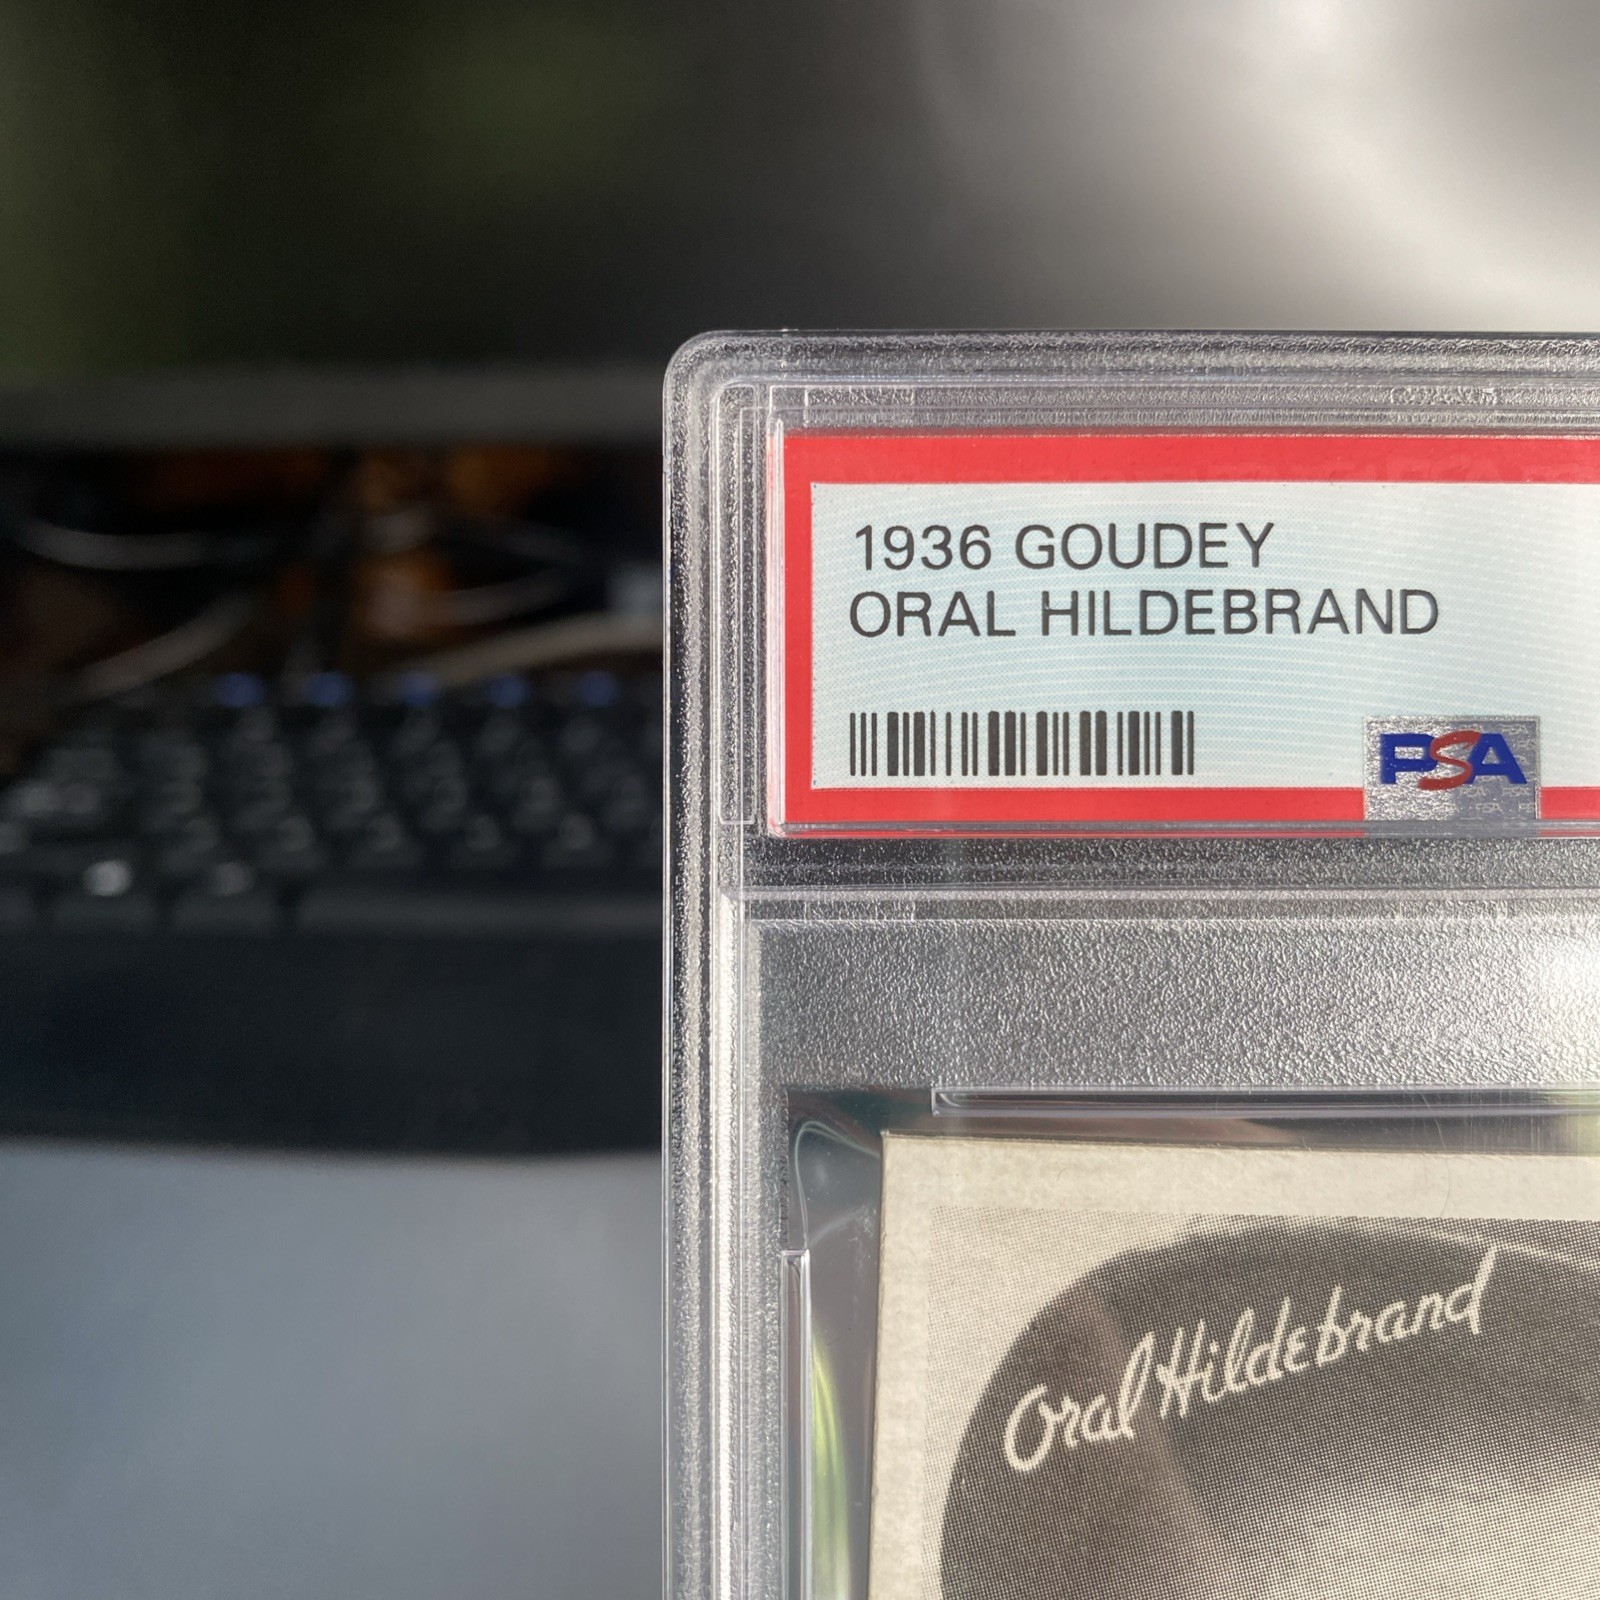 1936 GOUDEY
ORAL HILDEBRAND
PSA
Oral Hildebrand